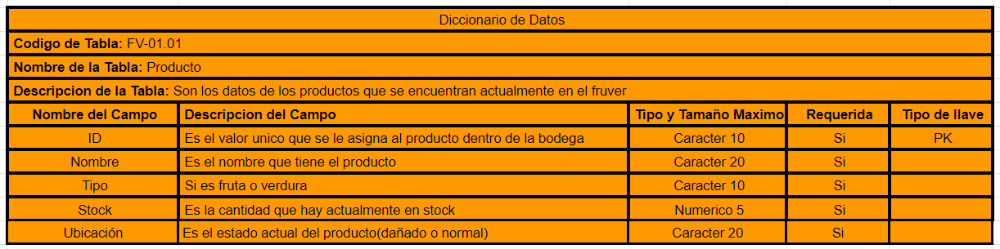 Diccionario de Datos
Codigo de Tabla: FV-01.01
Nombre de la Tabla: Producto
Descripcion de la Tabla: Son los datos de los productos que se encuentran actualmente en el fruver
Nombre del Campo Descripcion del Campo Tipo y Tamaño Maximo Requerida Tipo de llave
ID Es el valor unico que se le asigna al producto dentro de la bodega Caracter 10 Si PK
Nombre Es el nombre que tiene el producto Caracter 20 Si
Tipo Si es fruta o verdura Caracter 10 Si
Stock Es la cantidad que hay actualmente en stock Numerico 5 Si
Ubicación Es el estado actual del producto(dañado o normal) Caracter 20 Si